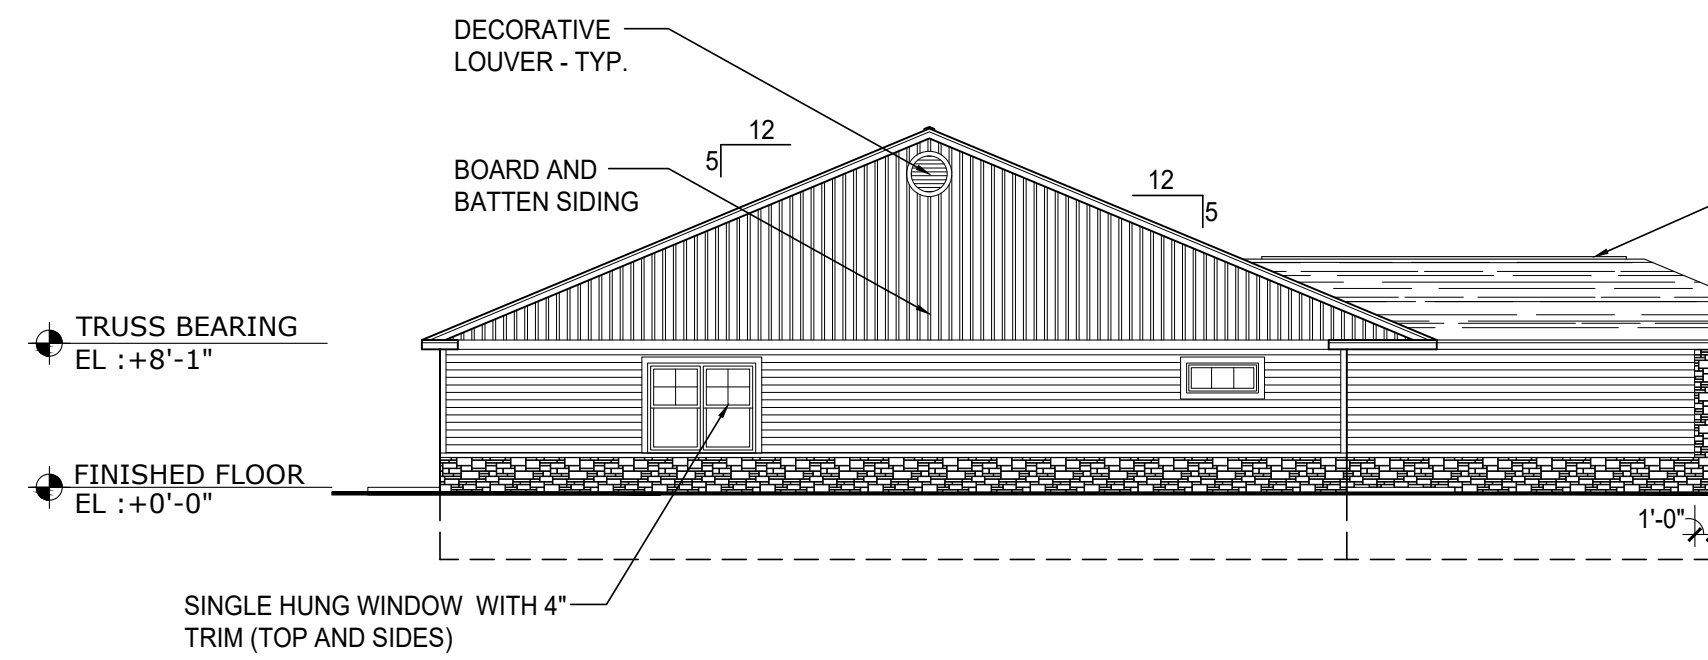 DECORATIVE
LOUVER - TYP.
12
5
BOARD AND
BATTEN SIDING
12
5
TRUSS BEARING
EL :+8'-1"
FINISHED FLOOR
EL :+0'-0"
1'-0"
SINGLE HUNG WINDOW WITH 4"
TRIM (TOP AND SIDES)